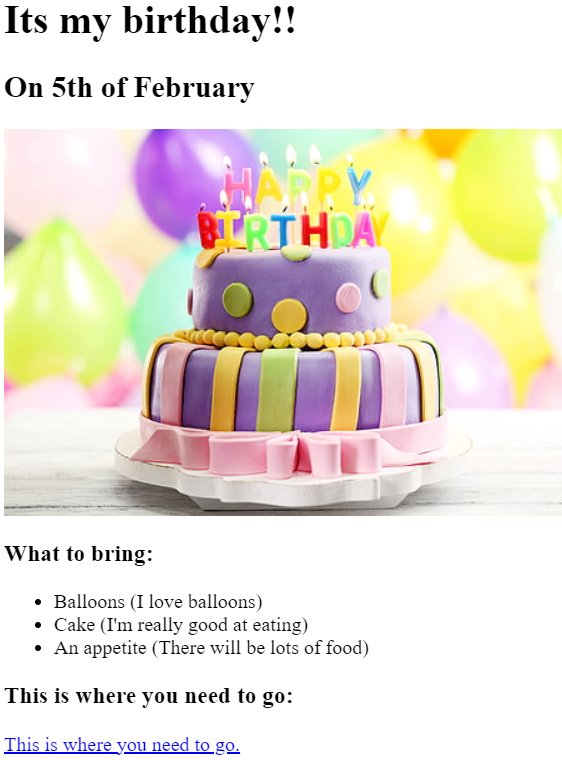 Its my birthday!!
On 5th of February
HAPPY
BIRTHDAY
What to bring:
Balloons (I love balloons)
Cake (I'm really good at eating)
An appetite (There will be lots of food)
This is where you need to go:
This is where you need to go.